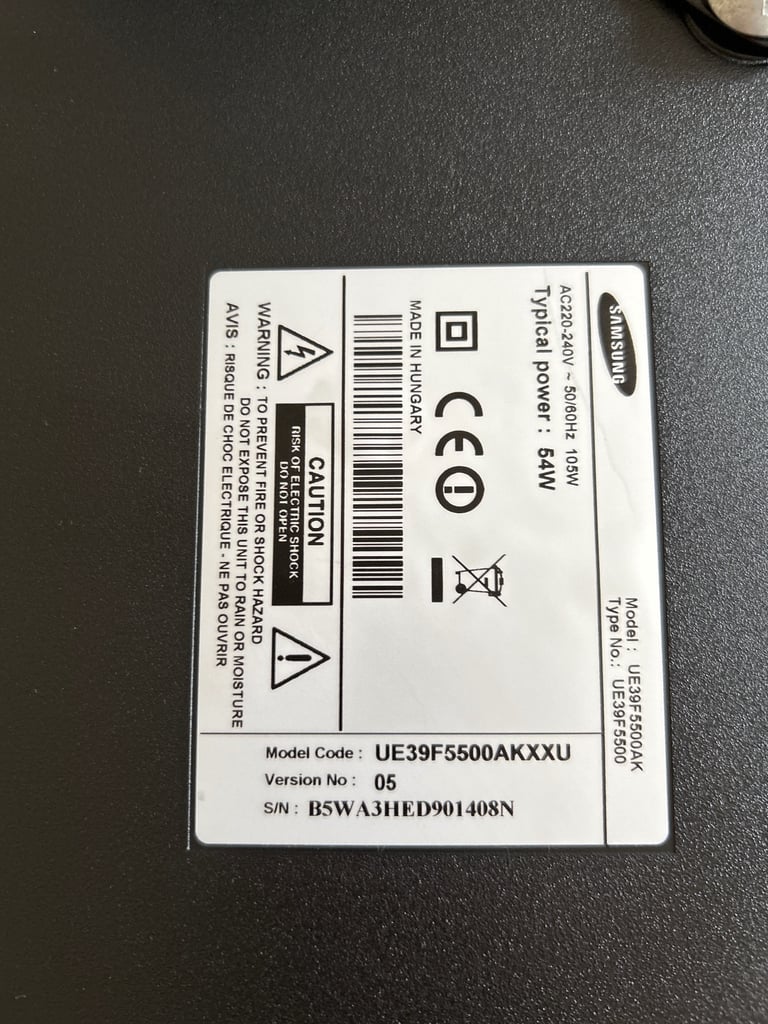 SAMSUNG
Model : UE39F5500AK
Type No.: UE39F5500
AC220-240V ~ 50/60Hz 105W
Typical power : 54W
CE
MADE IN HUNGARY
CAUTION
RISK OF ELECTRIC SHOCK
DO NOT OPEN
WARNING : TO PREVENT FIRE OR SHOCK HAZARD
DO NOT EXPOSE THIS UNIT TO RAIN OR MOISTURE
AVIS : RISQUE DE CHOC ELECTRIQUE - NE PAS OUVRIR
Model Code : UE39F5500AKXXU
Version No : 05
S/N : B5WA3HED901408N